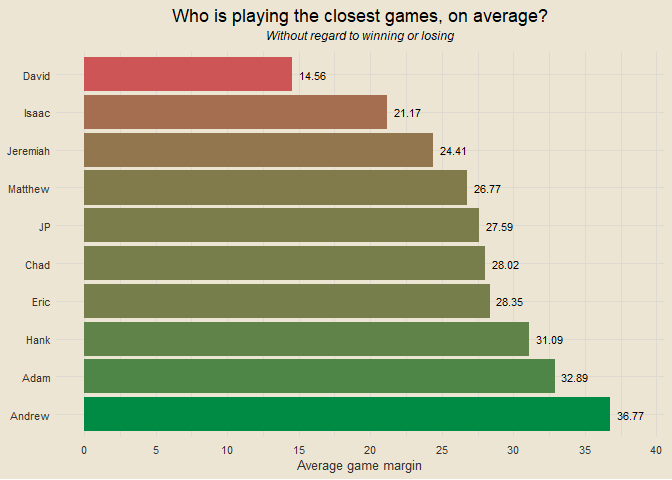 Who is playing the closest games, on average?
Without regard to winning or losing
David 14.56
Isaac 21.17
Jeremiah 24.41
Matthew 26.77
JP 27.59
Chad 28.02
Eric 28.35
Hank 31.09
Adam 32.89
Andrew 36.77
0 5 10 15 20 25 30 35 40
Average game margin